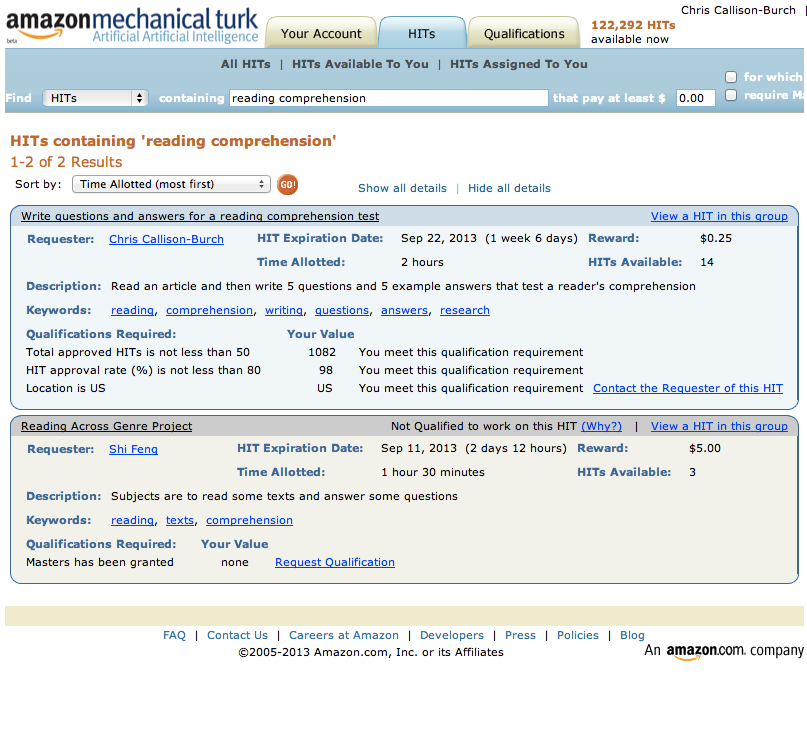 Chris Callison-Burch |
amazonmechanical turk
beta Artificial Artificial Intelligence
Your Account HITs Qualifications
122,292 HITs
available now
All HITs | HITs Available To You | HITs Assigned To You
Find HITs containing reading comprehension that pay at least $ 0.00
for which
require Ma
HITs containing 'reading comprehension'
1-2 of 2 Results
Sort by: Time Allotted (most first) GO!
Show all details | Hide all details
Write questions and answers for a reading comprehension test View a HIT in this group
Requester: Chris Callison-Burch HIT Expiration Date: Sep 22, 2013 (1 week 6 days) Reward: $0.25
Time Allotted: 2 hours HITs Available: 14
Description: Read an article and then write 5 questions and 5 example answers that test a reader's comprehension
Keywords: reading, comprehension, writing, questions, answers, research
Qualifications Required: Your Value
Total approved HITs is not less than 50 1082 You meet this qualification requirement
HIT approval rate (%) is not less than 80 98 You meet this qualification requirement
Location is US US You meet this qualification requirement Contact the Requester of this HIT
Reading Across Genre Project Not Qualified to work on this HIT (Why?) | View a HIT in this group
Requester: Shi Feng HIT Expiration Date: Sep 11, 2013 (2 days 12 hours) Reward: $5.00
Time Allotted: 1 hour 30 minutes HITs Available: 3
Description: Subjects are to read some texts and answer some questions
Keywords: reading, texts, comprehension
Qualifications Required: Your Value
Masters has been granted none Request Qualification
FAQ | Contact Us | Careers at Amazon | Developers | Press | Policies | Blog
©2005-2013 Amazon.com, Inc. or its Affiliates
An amazon.com. company